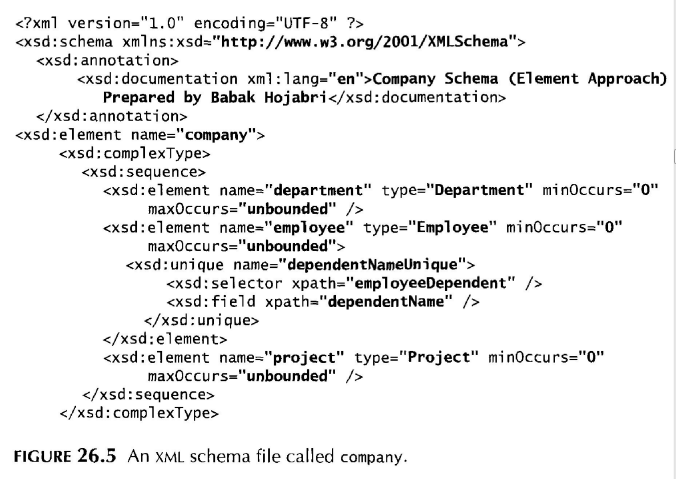 <?xml version="1.0" encoding="UTF-8" ?>
<xsd:schema xmlns:xsd="http://www.w3.org/2001/XMLSchema">
<xsd:annotation>
<xsd:documentation xml:lang="en">Company Schema (Element Approach)
Prepared by Babak Hojabri</xsd:documentation>
</xsd:annotation>
<xsd:element name="company">
<xsd:complexType>
<xsd:sequence>
<xsd:element name="department" type="Department" minOccurs="0"
maxOccurs="unbounded" />
<xsd:element name="employee" type="Employee" minOccurs="0"
maxOccurs="unbounded">
<xsd:unique name="dependentNameUnique">
<xsd:selector xpath="employeeDependent" />
<xsd:field xpath="dependentName" />
</xsd:unique>
</xsd:element>
<xsd:element name="project" type="Project" minOccurs="0"
maxOccurs="unbounded" />
</xsd:sequence>
</xsd:complexType>
FIGURE 26.5 An XML schema file called company.